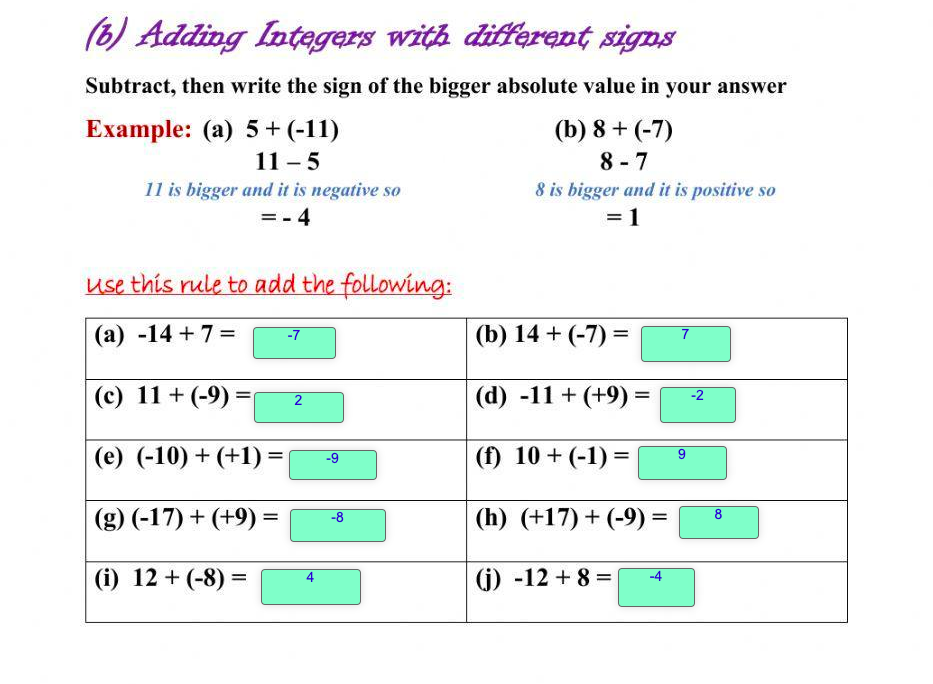 (b) Adding Integers with different signs
Subtract, then write the sign of the bigger absolute value in your answer
Example: (a) 5 + (-11) (b) 8 + (-7)
11 – 5 8 - 7
11 is bigger and it is negative so 8 is bigger and it is positive so
= - 4 = 1
Use this rule to add the following:
(a) -14 + 7 = -7 (b) 14 + (-7) = 7
(c) 11 + (-9) = 2 (d) -11 + (+9) = -2
(e) (-10) + (+1) = -9 (f) 10 + (-1) = 9
(g) (-17) + (+9) = -8 (h) (+17) + (-9) = 8
(i) 12 + (-8) = 4 (j) -12 + 8 = -4